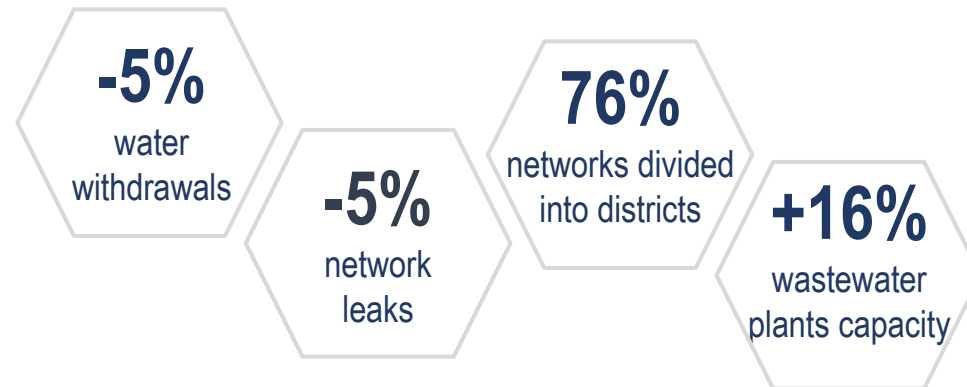 -5%
water
withdrawals
-5%
network
leaks
76%
networks divided
into districts
+16%
wastewater
plants capacity